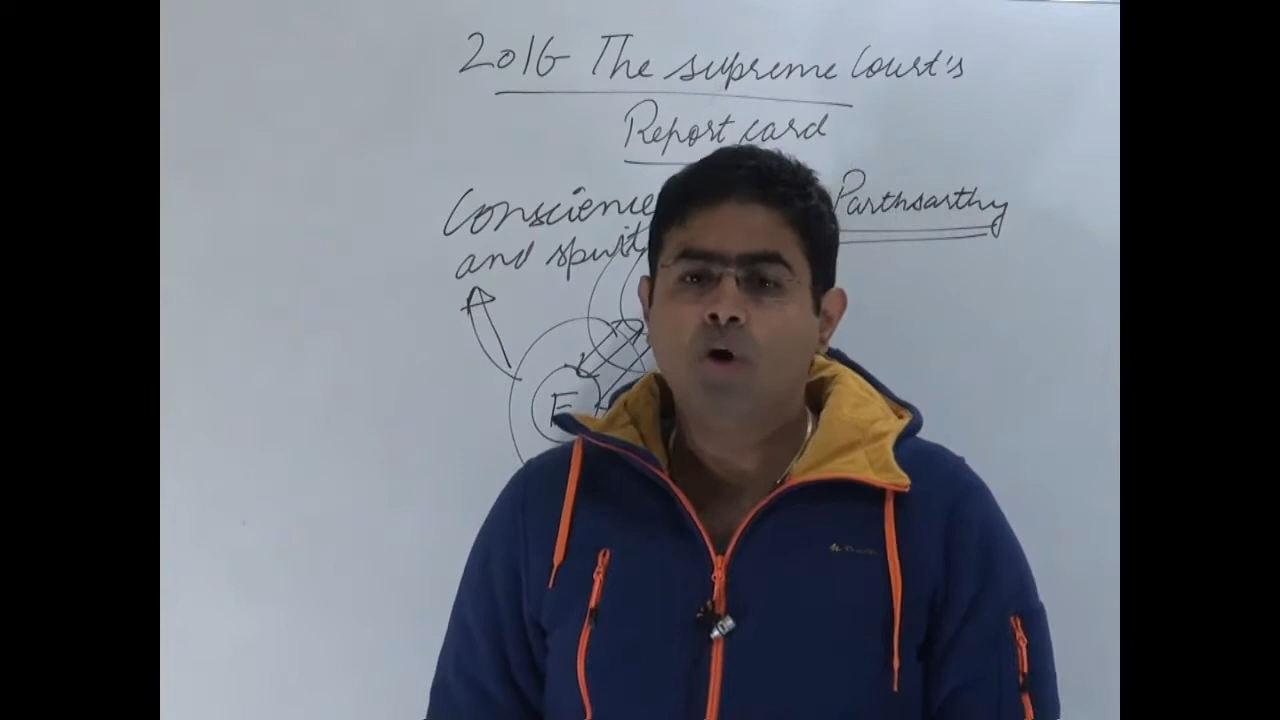 2016 The supreme Court's
Report card
Conscience Parthsarthy
and spirit
E